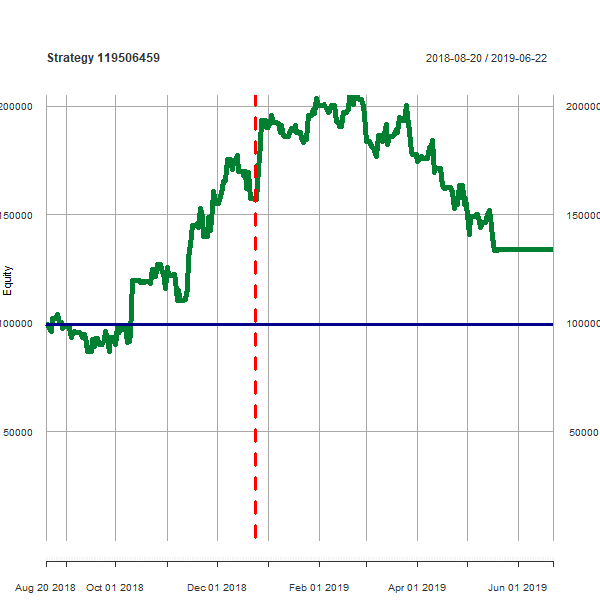 Strategy 119506459
2018-08-20 / 2019-06-22
200000
200000
150000
150000
Equity
100000
100000
50000
50000
Aug 20 2018
Oct 01 2018
Dec 01 2018
Feb 01 2019
Apr 01 2019
Jun 01 2019